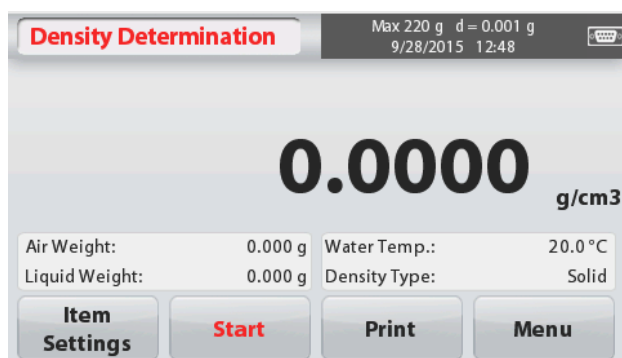 Density Determination
Max 220 g d = 0.001 g
9/28/2015 12:48
0.0000
g/cm3
Air Weight: 0.000 g
Liquid Weight: 0.000 g
Water Temp.: 20.0 °C
Density Type: Solid
Item
Settings
Start
Print
Menu